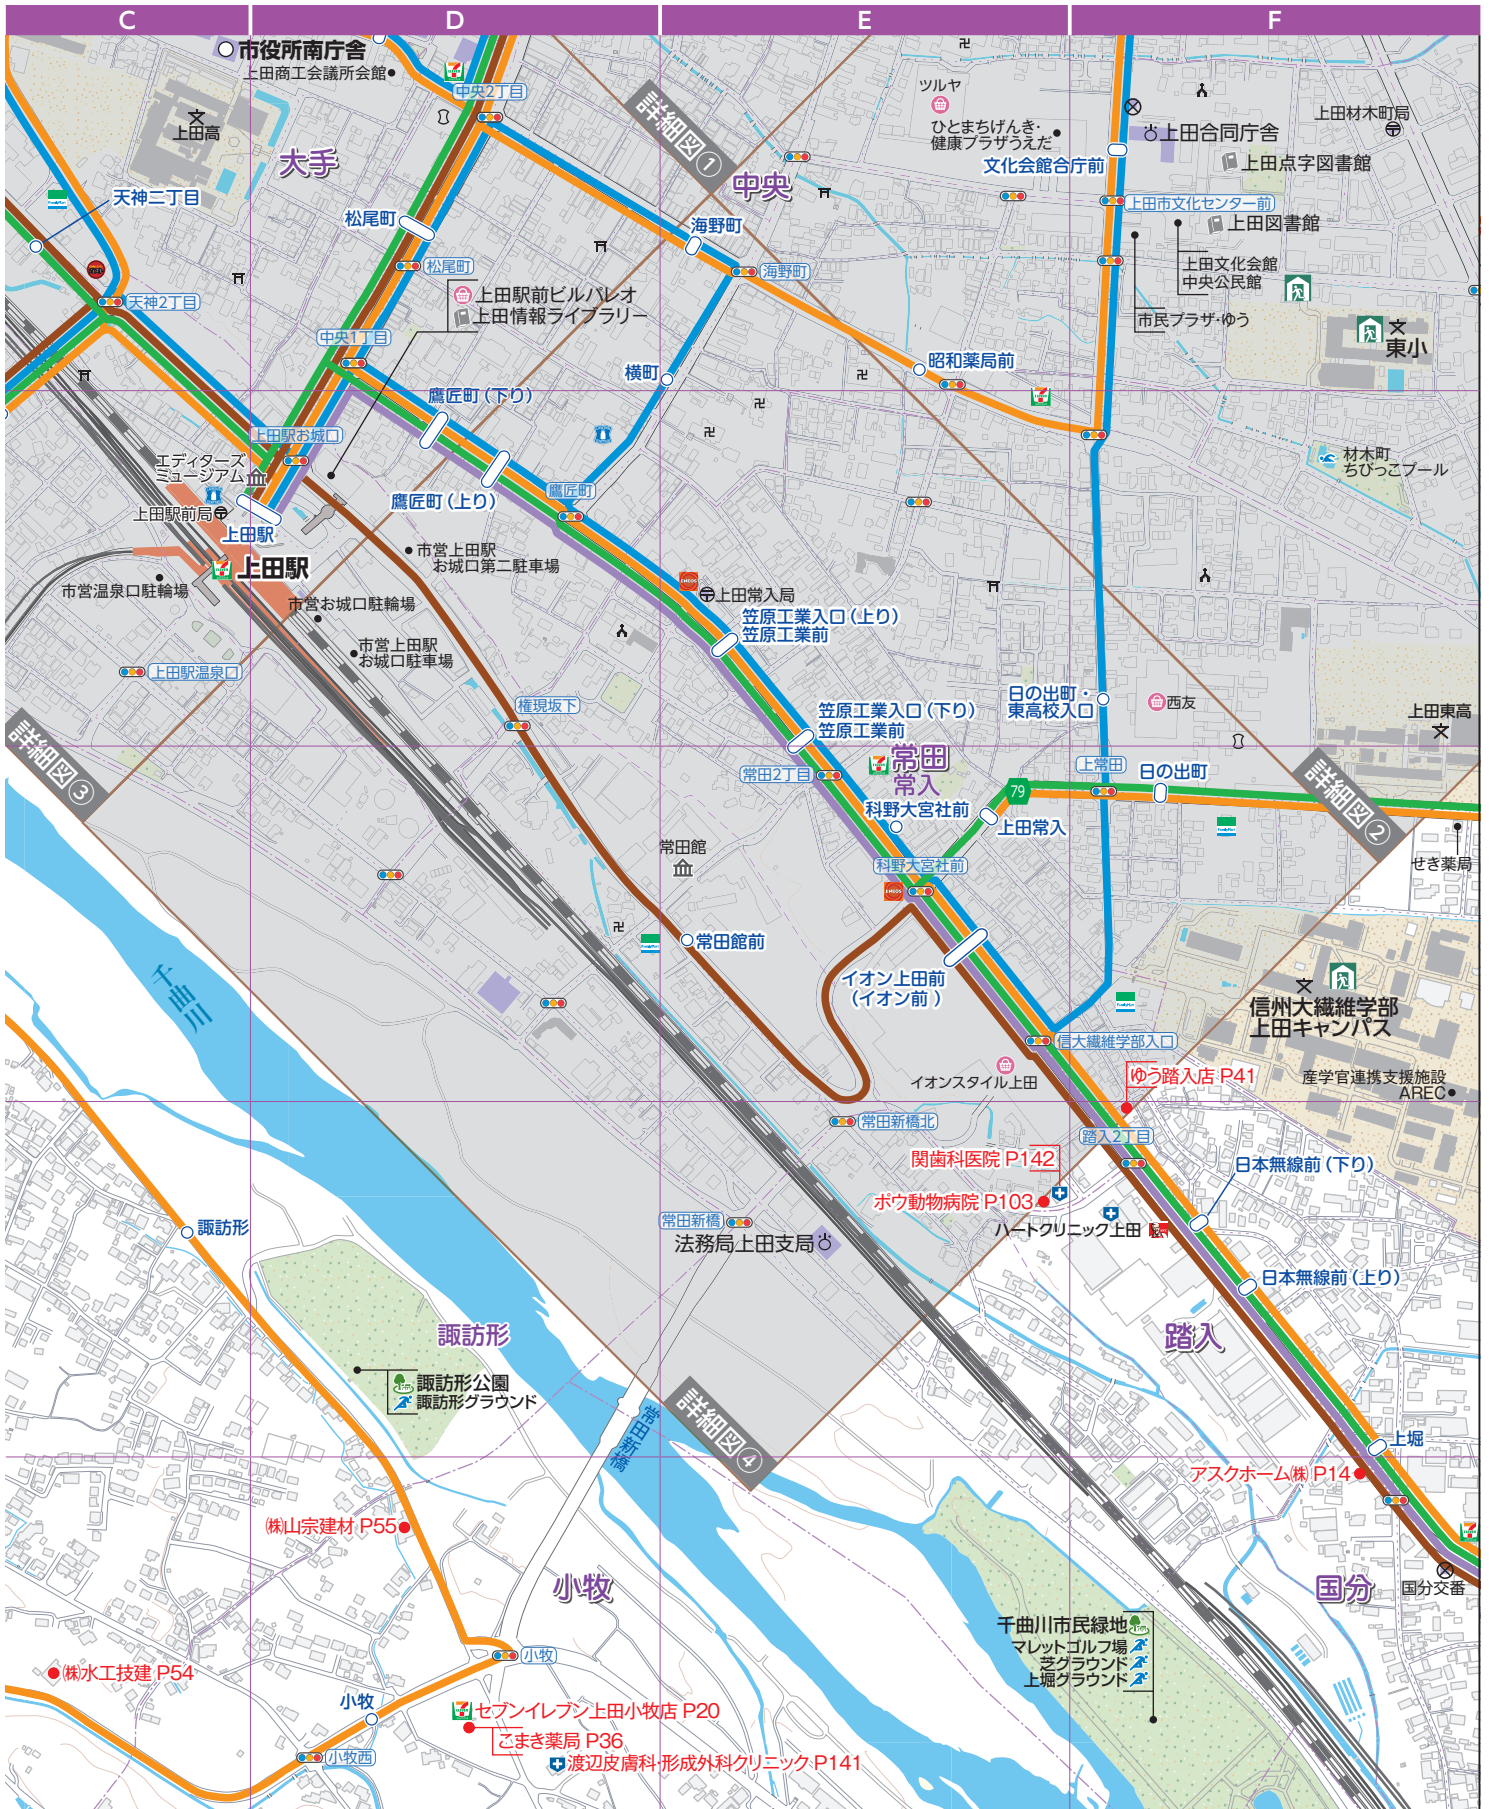 C
D
E
F
市役所南庁舎
上田商工会議所会館
中央2丁目
上田高
大手
天神二丁目
松尾町
松尾町
天神2丁目
上田駅前ビルパレオ
上田情報ライブラリー
中央1丁目
詳細図①
中央
海野町
海野町
横町
昭和薬局前
ツルヤ
ひとまちげんき・
健康プラザうえだ
文化会館合庁前
上田合同庁舎
上田材木町局
上田点字図書館
上田市文化センター前
上田図書館
上田文化会館
中央公民館
市民プラザ・ゆう
東小
材木町
ちびっこプール
鷹匠町(下り)
鷹匠町(上り)
鷹匠町
上田駅お城口
エディターズ
ミュージアム
上田駅前局
上田駅
上田駅
市営上田駅
お城口第二駐車場
市営温泉口駐輪場
市営お城口駐輪場
市営上田駅
お城口駐車場
上田駅温泉口
権現坂下
ENEOS
上田常入局
笠原工業入口(上り)
笠原工業前
笠原工業入口(下り)
笠原工業前
日の出町・
東高校入口
西友
上田東高
詳細図③
常田2丁目
常田
常入
上常田
日の出町
79
科野大宮社前
上田常入
詳細図②
FamilyMart
せき薬局
常田館
科野大宮社前
ENEOS
常田館前
イオン上田前
(イオン前)
千曲川
信州大繊維学部
上田キャンパス
信大繊維学部入口
イオンスタイル上田
ゆう踏入店 P41
産学官連携支援施設
AREC
常田新橋北
踏入2丁目
関歯科医院 P142
日本無線前(下り)
ポウ動物病院 P103
ハートクリニック上田
諏訪形
常田新橋
法務局上田支局
日本無線前(上り)
諏訪形
踏入
諏訪形公園
諏訪形グラウンド
常田新橋
詳細図④
上堀
アスクホーム㈱ P14
㈱山宗建材 P55
小牧
国分
国分交番
千曲川市民緑地
マレットゴルフ場
芝グラウンド
上堀グラウンド
小牧
㈱水工技建 P54
小牧
セブンイレブン上田小牧店 P20
こまき薬局 P36
小牧西
渡辺皮膚科・形成外科クリニック P141